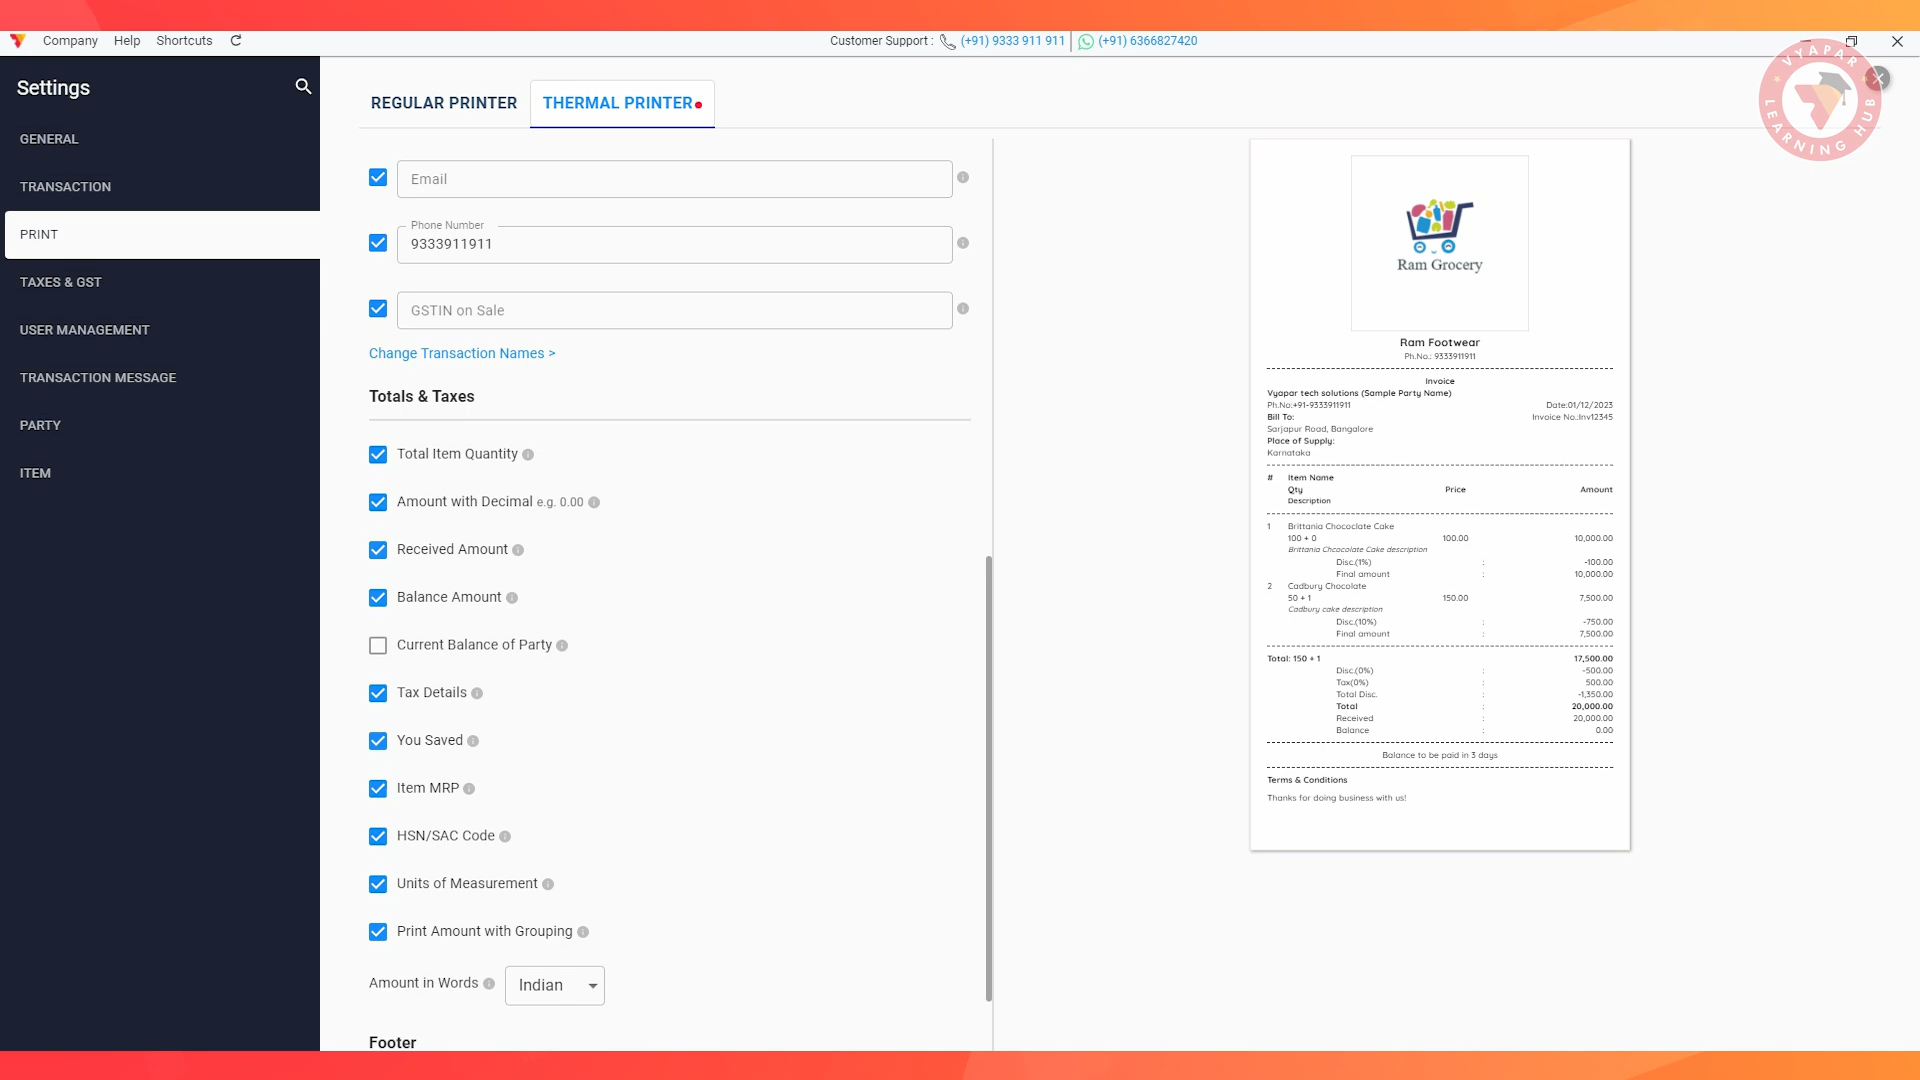 Company Help Shortcuts
Customer Support : (+91) 9333 911 911 (+91) 6366827420
VYAPAR LEARNING HUB
Settings
GENERAL
TRANSACTION
PRINT
TAXES & GST
USER MANAGEMENT
TRANSACTION MESSAGE
PARTY
ITEM
REGULAR PRINTER THERMAL PRINTER
Email
Phone Number
9333911911
GSTIN on Sale
Change Transaction Names >
Totals & Taxes
Total Item Quantity
Amount with Decimal e.g. 0.00
Received Amount
Balance Amount
Current Balance of Party
Tax Details
You Saved
Item MRP
HSN/SAC Code
Units of Measurement
Print Amount with Grouping
Amount in Words Indian
Footer
Ram Grocery
Ram Footwear
Ph.No.: 9333911911
Invoice
Vyapar tech solutions (Sample Party Name)
Ph.No:+91-9333911911 Date:01/12/2023
Bill To: Invoice No.:Inv12345
Sarjapur Road, Bangalore
Place of Supply:
Karnataka
# Item Name
Qty Price Amount
Description
1 Brittania Chococlate Cake
100 + 0 100.00 10,000.00
Brittania Chcocolate Cake description
Disc.(1%) : -100.00
Final amount : 10,000.00
2 Cadbury Chocolate
50 + 1 150.00 7,500.00
Cadbury cake description
Disc.(10%) : -750.00
Final amount : 7,500.00
Total: 150 + 1 17,500.00
Disc.(0%) : -500.00
Tax(0%) : 500.00
Total Disc. : -1,350.00
Total : 20,000.00
Received : 20,000.00
Balance : 0.00
Balance to be paid in 3 days
Terms & Conditions
Thanks for doing business with us!